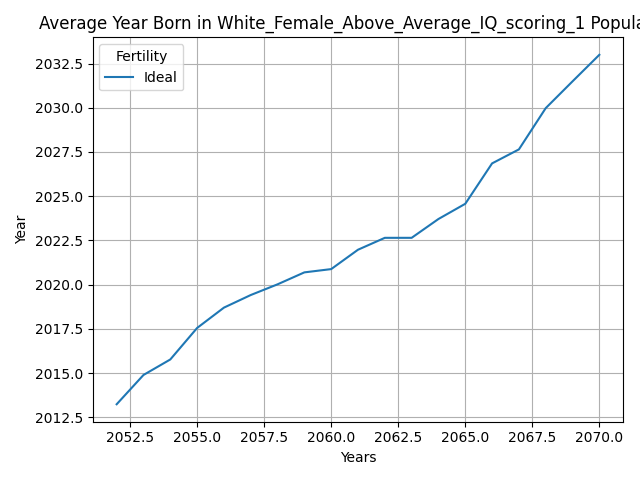 Average Year Born in White_Female_Above_Average_IQ_scoring_1 Popula
Fertility
Ideal
2032.5
2030.0
2027.5
2025.0
2022.5
2020.0
2017.5
2015.0
2012.5
Year
2052.5 2055.0 2057.5 2060.0 2062.5 2065.0 2067.5 2070.0
Years